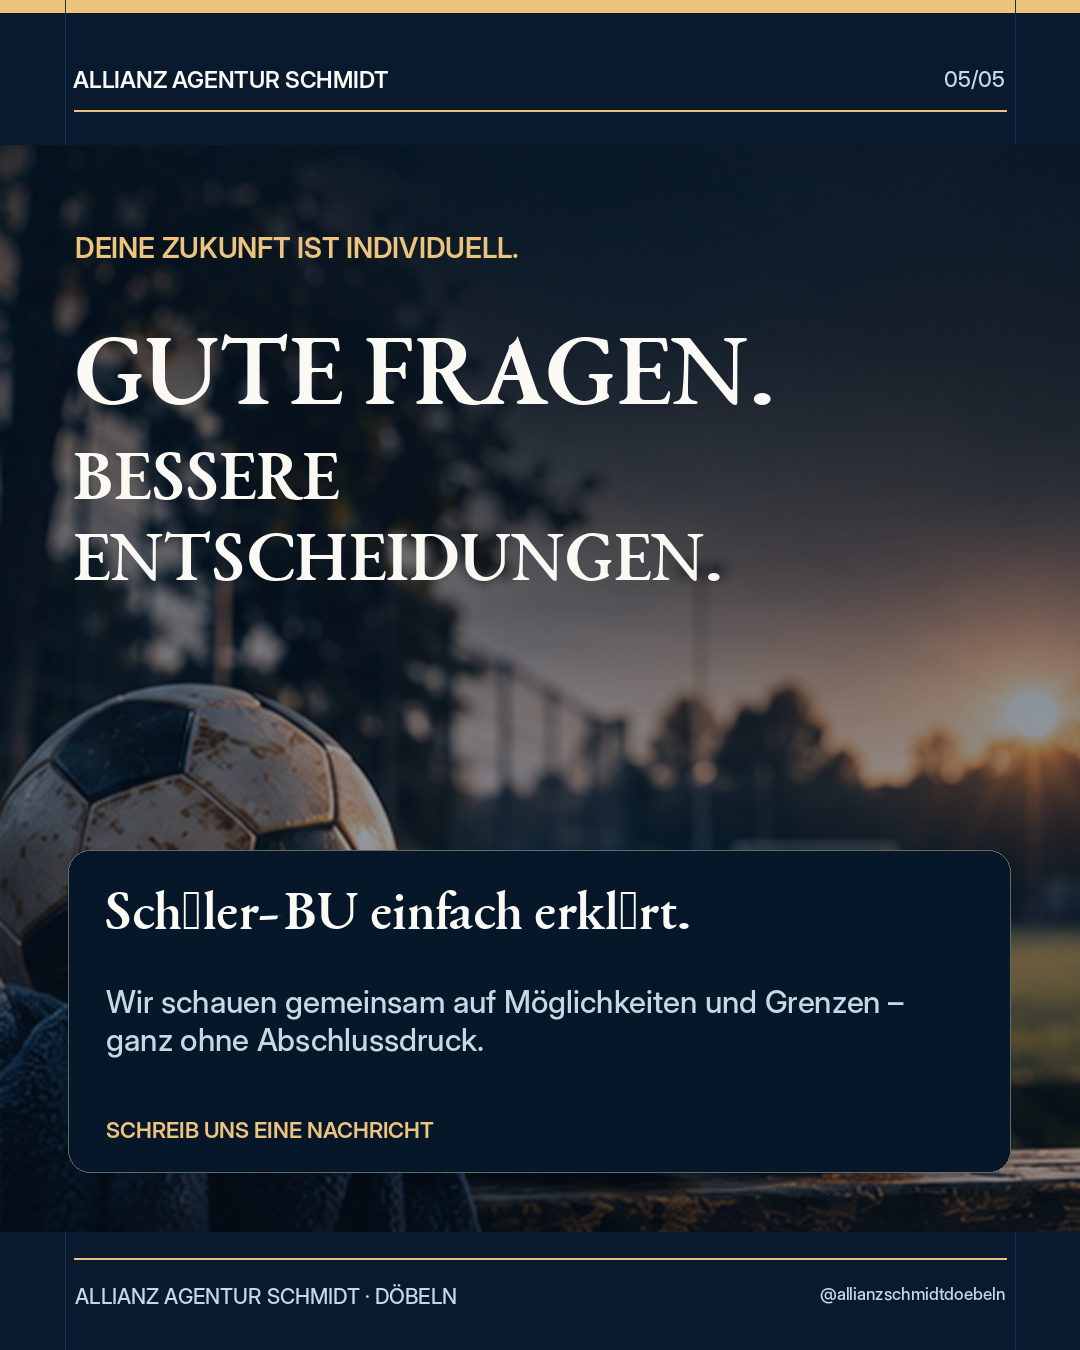 ALLIANZ AGENTUR SCHMIDT
05/05
DEINE ZUKUNFT IST INDIVIDUELL.
GUTE FRAGEN.
BESSERE
ENTSCHEIDUNGEN.
Sch▯ler-BU einfach erkl▯rt.
Wir schauen gemeinsam auf Möglichkeiten und Grenzen –
ganz ohne Abschlussdruck.
SCHREIB UNS EINE NACHRICHT
ALLIANZ AGENTUR SCHMIDT · DÖBELN
@allianzschmidtdoebeln